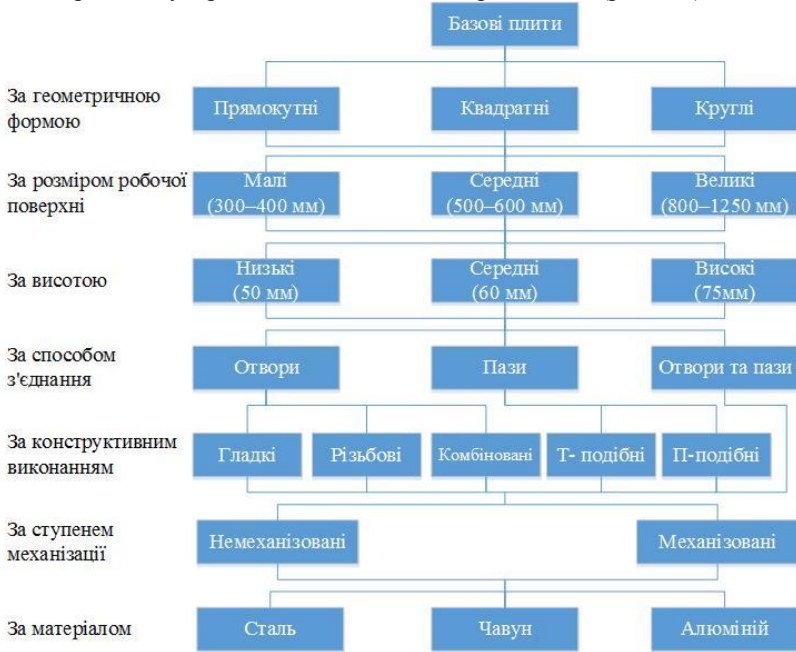 Базові плити
За геометричною
формою
Прямокутні
Квадратні
Круглі
За розміром робочої
поверхні
Малі
(300–400 мм)
Середні
(500–600 мм)
Великі
(800–1250 мм)
За висотою
Низькі
(50 мм)
Середні
(60 мм)
Високі
(75мм)
За способом
з'єднання
Отвори
Пази
Отвори та пази
За конструктивним
виконанням
Гладкі
Різьбові
Комбіновані
Т- подібні
П-подібні
За ступенем
механізації
Немеханізовані
Механізовані
За матеріалом
Сталь
Чавун
Алюміній